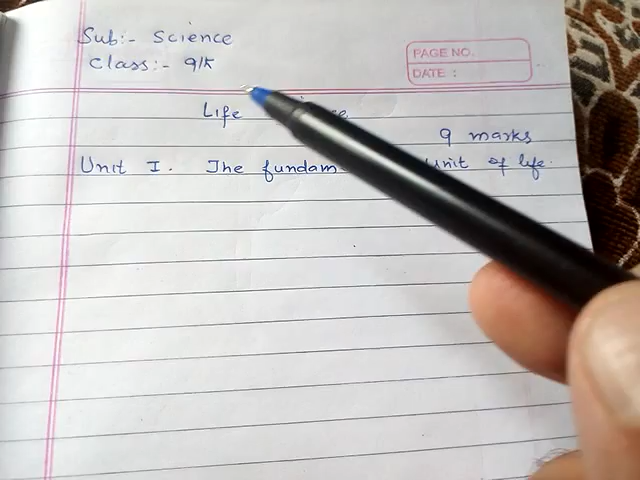 Sub:- Science
Class:- 9th
PAGE NO.
DATE :
Life
9 marks
Unit I. The fundam unit of life.